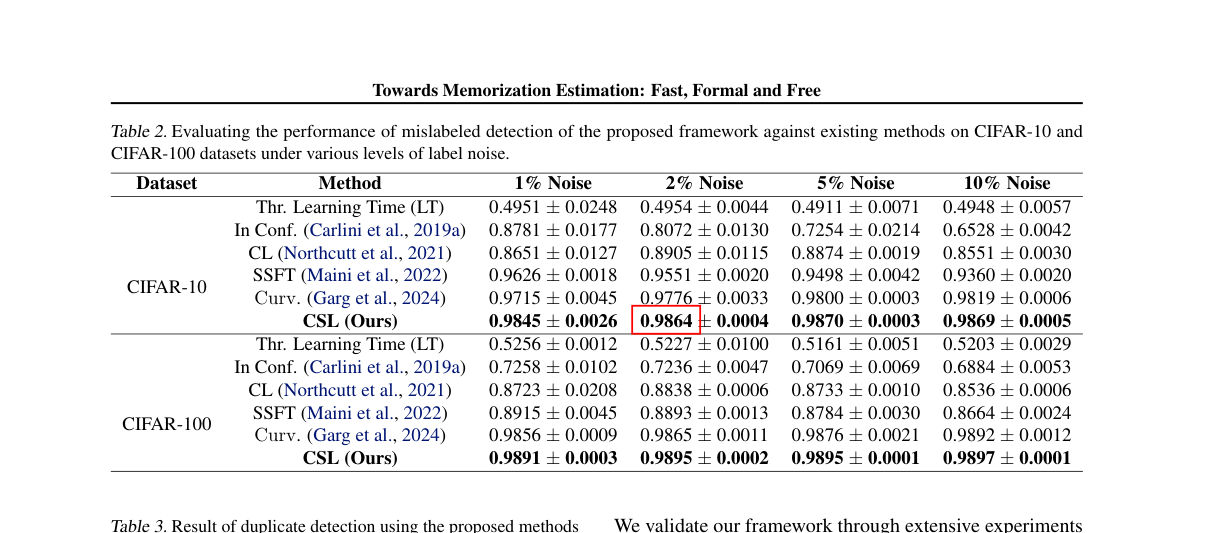 Towards Memorization Estimation: Fast, Formal and Free
Table 2. Evaluating the performance of mislabeled detection of the proposed framework against existing methods on CIFAR-10 and
CIFAR-100 datasets under various levels of label noise.
Dataset Method 1% Noise 2% Noise 5% Noise 10% Noise
Thr. Learning Time (LT) 0.4951 ± 0.0248 0.4954 ± 0.0044 0.4911 ± 0.0071 0.4948 ± 0.0057
In Conf. (Carlini et al., 2019a) 0.8781 ± 0.0177 0.8072 ± 0.0130 0.7254 ± 0.0214 0.6528 ± 0.0042
CL (Northcutt et al., 2021) 0.8651 ± 0.0127 0.8905 ± 0.0115 0.8874 ± 0.0019 0.8551 ± 0.0030
SSFT (Maini et al., 2022) 0.9626 ± 0.0018 0.9551 ± 0.0020 0.9498 ± 0.0042 0.9360 ± 0.0020
CIFAR-10
Curv. (Garg et al., 2024) 0.9715 ± 0.0045 0.9776 ± 0.0033 0.9800 ± 0.0003 0.9819 ± 0.0006
CSL (Ours) 0.9845 ± 0.0026 0.9864 ± 0.0004 0.9870 ± 0.0003 0.9869 ± 0.0005
Thr. Learning Time (LT) 0.5256 ± 0.0012 0.5227 ± 0.0100 0.5161 ± 0.0051 0.5203 ± 0.0029
In Conf. (Carlini et al., 2019a) 0.7258 ± 0.0102 0.7236 ± 0.0047 0.7069 ± 0.0069 0.6884 ± 0.0053
CL (Northcutt et al., 2021) 0.8723 ± 0.0208 0.8838 ± 0.0006 0.8733 ± 0.0010 0.8536 ± 0.0006
SSFT (Maini et al., 2022) 0.8915 ± 0.0045 0.8893 ± 0.0013 0.8784 ± 0.0030 0.8664 ± 0.0024
CIFAR-100
Curv. (Garg et al., 2024) 0.9856 ± 0.0009 0.9865 ± 0.0011 0.9876 ± 0.0021 0.9892 ± 0.0012
CSL (Ours) 0.9891 ± 0.0003 0.9895 ± 0.0002 0.9895 ± 0.0001 0.9897 ± 0.0001
Table 3. Result of duplicate detection using the proposed methods
We validate our framework through extensive experiments